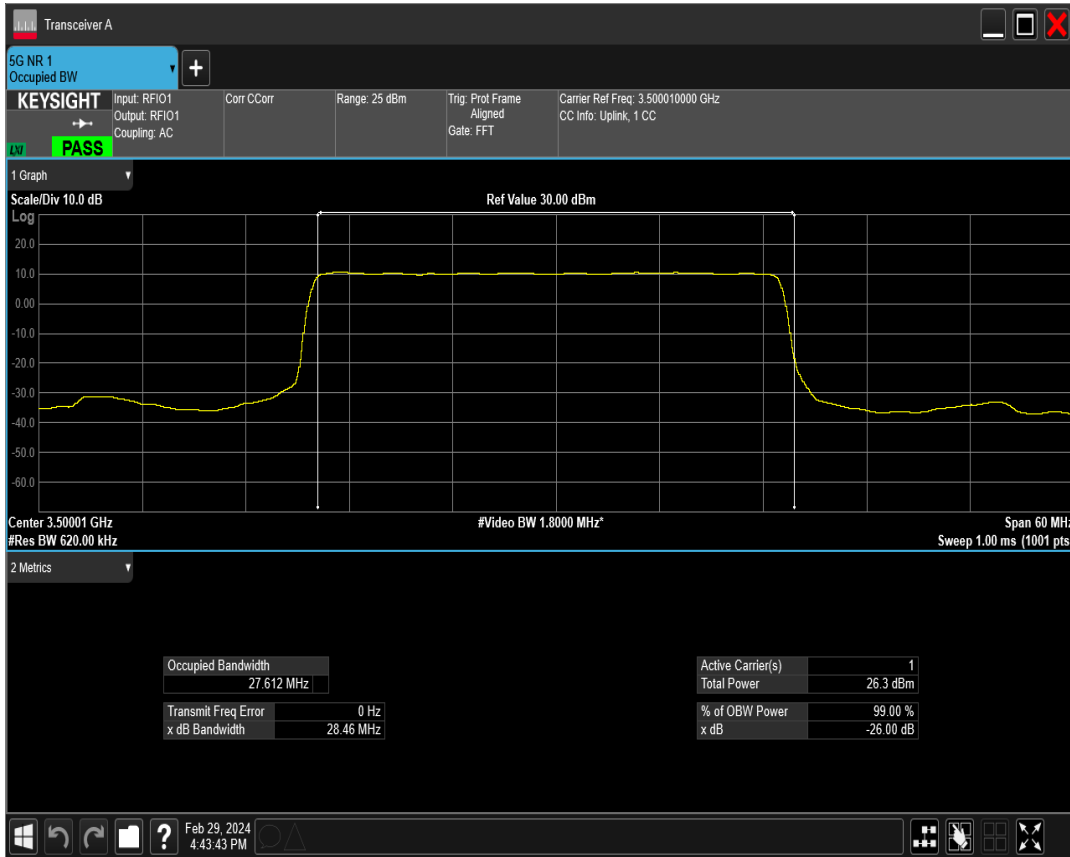 Transceiver A
5G NR 1
Occupied BW
KEYSIGHT
LXI
PASS
Input: RFIO1
Output: RFIO1
Coupling: AC
Corr CCorr
Range: 25 dBm
Trig: Prot Frame
Aligned
Gate: FFT
Carrier Ref Freq: 3.500010000 GHz
CC Info: Uplink, 1 CC
1 Graph
Scale/Div 10.0 dB
Ref Value 30.00 dBm
Log
20.0
10.0
0.00
-10.0
-20.0
-30.0
-40.0
-50.0
-60.0
Center 3.50001 GHz
#Video BW 1.8000 MHz*
Span 60 MHz
#Res BW 620.00 kHz
Sweep 1.00 ms (1001 pts
2 Metrics
Occupied Bandwidth
27.612 MHz
Transmit Freq Error 0 Hz
x dB Bandwidth 28.46 MHz
Active Carrier(s) 1
Total Power 26.3 dBm
% of OBW Power 99.00 %
x dB -26.00 dB
?
Feb 29, 2024
4:43:43 PM